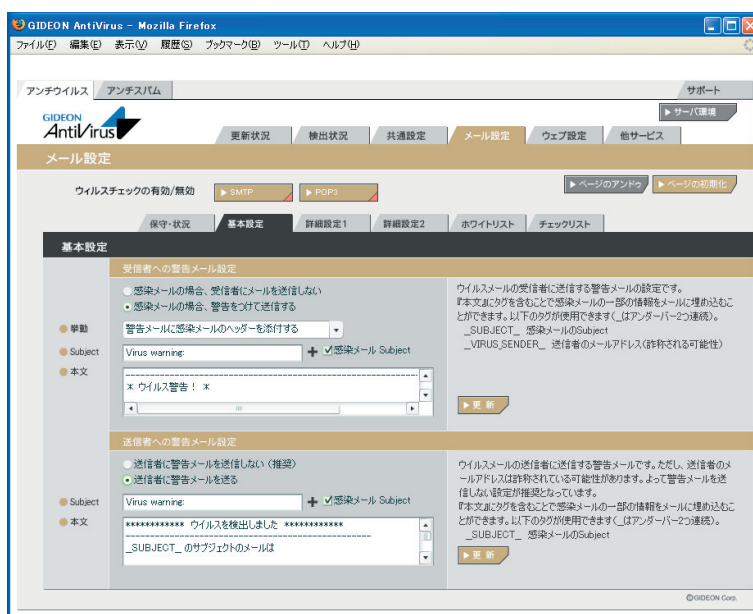 GIDEON AntiVirus - Mozilla Firefox
ファイル(F) 編集(E) 表示(V) 履歴(S) ブックマーク(B) ツール(T) ヘルプ(H)
アンチウイルス アンチスパム サポート
GIDEON AntiVirus
サーバ環境
更新状況 検出状況 共通設定 メール設定 ウェブ設定 他サービス
メール設定
ウィルスチェックの有効/無効 SMTP POP3 ページのアンドゥ ページの初期化
保守・状況 基本設定 詳細設定1 詳細設定2 ホワイトリスト チェックリスト
基本設定
受信者への警告メール設定
感染メールの場合、受信者にメールを送信しない
感染メールの場合、警告をつけて送信する
挙動 警告メールに感染メールのヘッダーを添付する
Subject Virus warning: + 感染メール Subject
本文
------------------------------------------------------------
* ウイルス警告! *
ウイルスメールの受信者に送信する警告メールの設定です。
『本文』にタグを含むことで感染メールの一部の情報をメールに埋め込むこ
とができます。以下のタグが使用できます(_はアンダーバー2つ連続)。
_SUBJECT_ 感染メールのSubject
_VIRUS_SENDER_ 送信者のメールアドレス(詐称される可能性)
更 新
送信者への警告メール設定
送信者に警告メールを送信しない(推奨)
送信者に警告メールを送る
Subject Virus warning: + 感染メール Subject
本文
************ ウイルスを検出しました ************
------------------------------------------------------------
_SUBJECT_ のサブジェクトのメールは
ウイルスメールの送信者に送信する警告メールです。ただし、送信者のメ
ールアドレスは詐称されている可能性があります。よって警告メールを送
信しない設定が推奨となっています。
『本文』にタグを含むことで感染メールの一部の情報をメールに埋め込むこ
とができます。以下のタグが使用できます(_はアンダーバー2つ連続)。
_SUBJECT_ 感染メールのSubject
更 新
©GIDEON Corp.